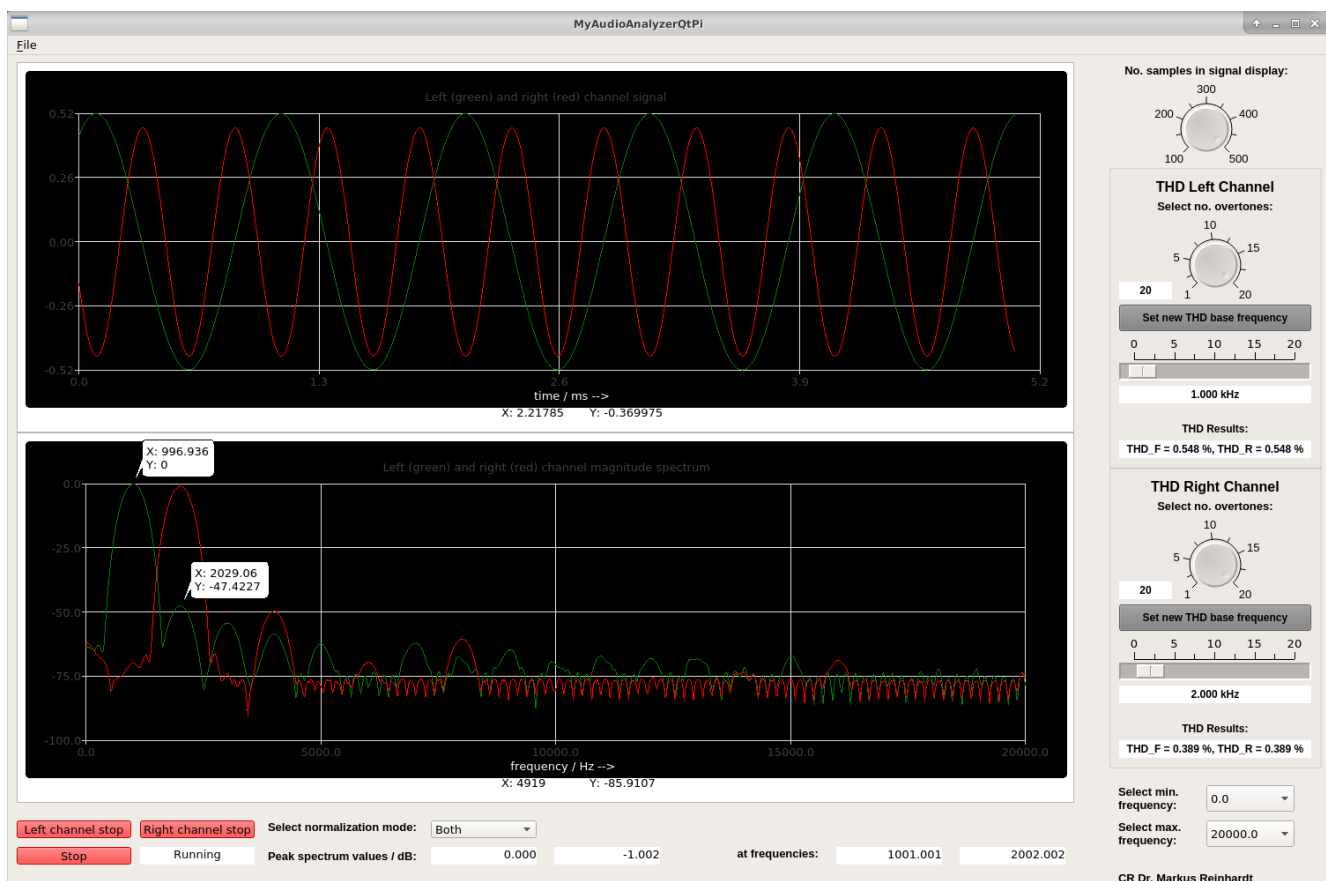 MyAudioAnalyzerQtPi
File
Left (green) and right (red) channel signal
0.52
0.26
0.00
-0.26
-0.52
0.0 1.3 2.6 3.9 5.2
time / ms -->
X: 2.21785 Y: -0.369975
Left (green) and right (red) channel magnitude spectrum
X: 996.936
Y: 0
X: 2029.06
Y: -47.4227
0.0
-25.0
-50.0
-75.0
-100.0
0.0 5000.0 10000.0 15000.0 20000.0
frequency / Hz -->
X: 4919 Y: -85.9107
Left channel stop Right channel stop Select normalization mode: Both
Stop Running Peak spectrum values / dB: 0.000 -1.002 at frequencies: 1001.001 2002.002
No. samples in signal display:
300
200 400
100 500
THD Left Channel
Select no. overtones:
10
5 15
20 1 20
Set new THD base frequency
0 5 10 15 20
1.000 kHz
THD Results:
THD_F = 0.548 %, THD_R = 0.548 %
THD Right Channel
Select no. overtones:
10
5 15
20 1 20
Set new THD base frequency
0 5 10 15 20
2.000 kHz
THD Results:
THD_F = 0.389 %, THD_R = 0.389 %
Select min.
frequency: 0.0
Select max.
frequency: 20000.0
CR Dr. Markus Reinhardt